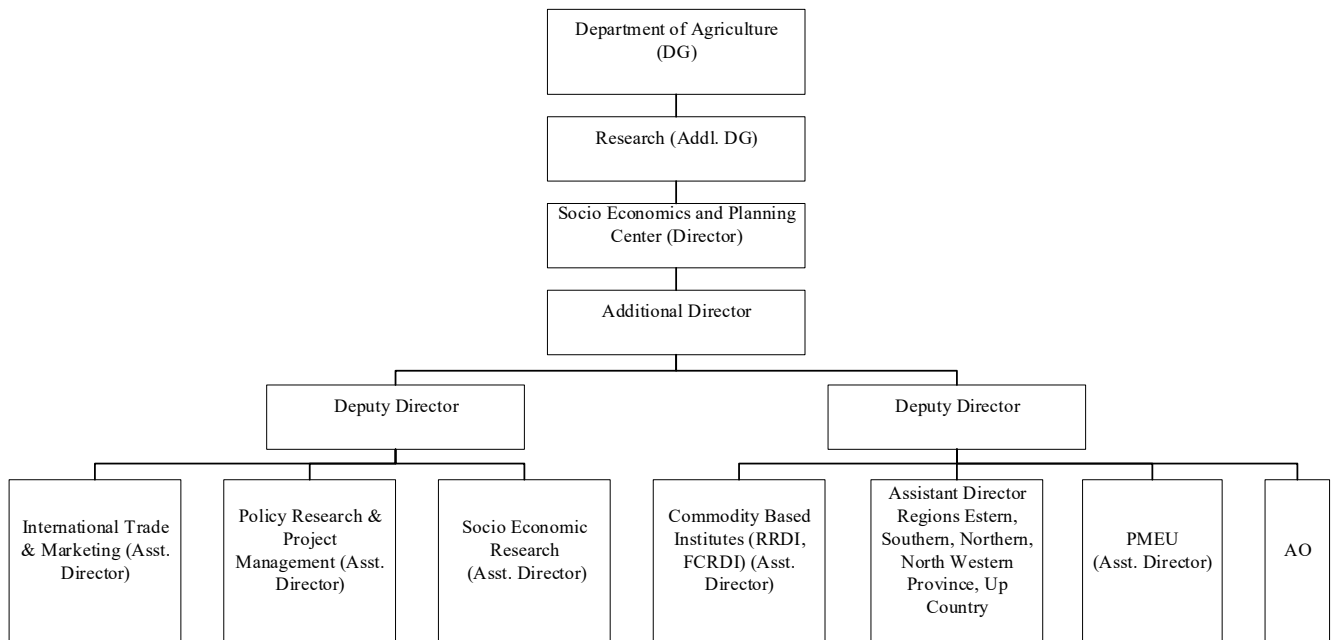 Department of Agriculture
(DG)
Research (Addl. DG)
Socio Economics and Planning
Center (Director)
Additional Director
Deputy Director
Deputy Director
International Trade
& Marketing (Asst.
Director)
Policy Research &
Project
Management (Asst.
Director)
Socio Economic
Research
(Asst. Director)
Commodity Based
Institutes (RRDI,
FCRDI) (Asst.
Director)
Assistant Director
Regions Estern,
Southern, Northern,
North Western
Province, Up
Country
PMEU
(Asst. Director)
AO